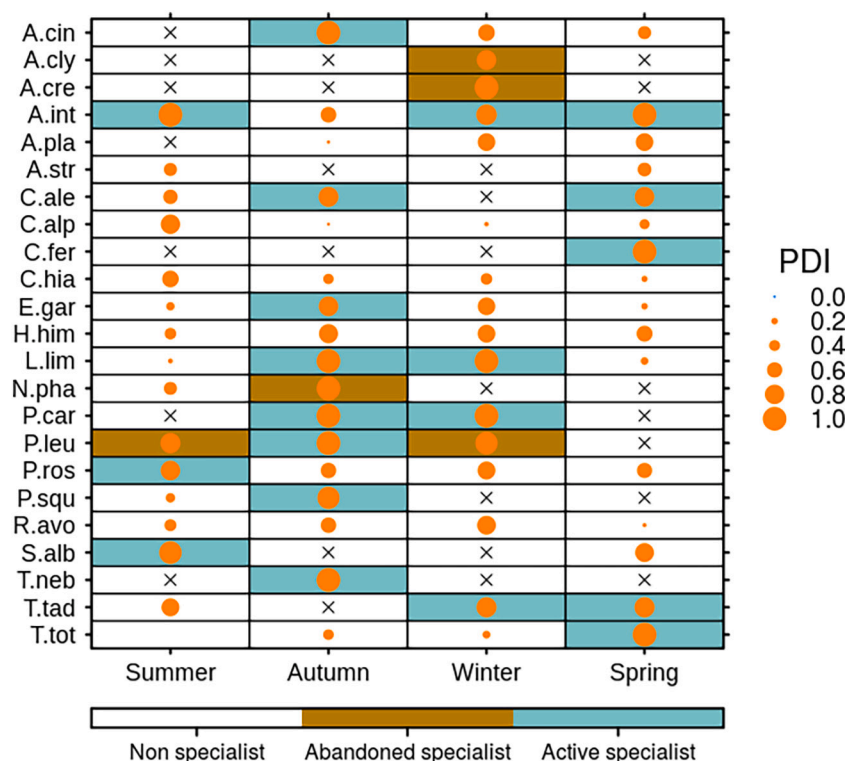 A.cin
A.cly
A.cre
A.int
A.pla
A.str
C.ale
C.alp
C.fer
C.hia
E.gar
H.him
L.lim
N.pha
P.car
P.leu
P.ros
P.squ
R.avo
S.alb
T.neb
T.tad
T.tot
Summer Autumn Winter Spring
PDI
0.0
0.2
0.4
0.6
0.8
1.0
Non specialist Abandoned specialist Active specialist